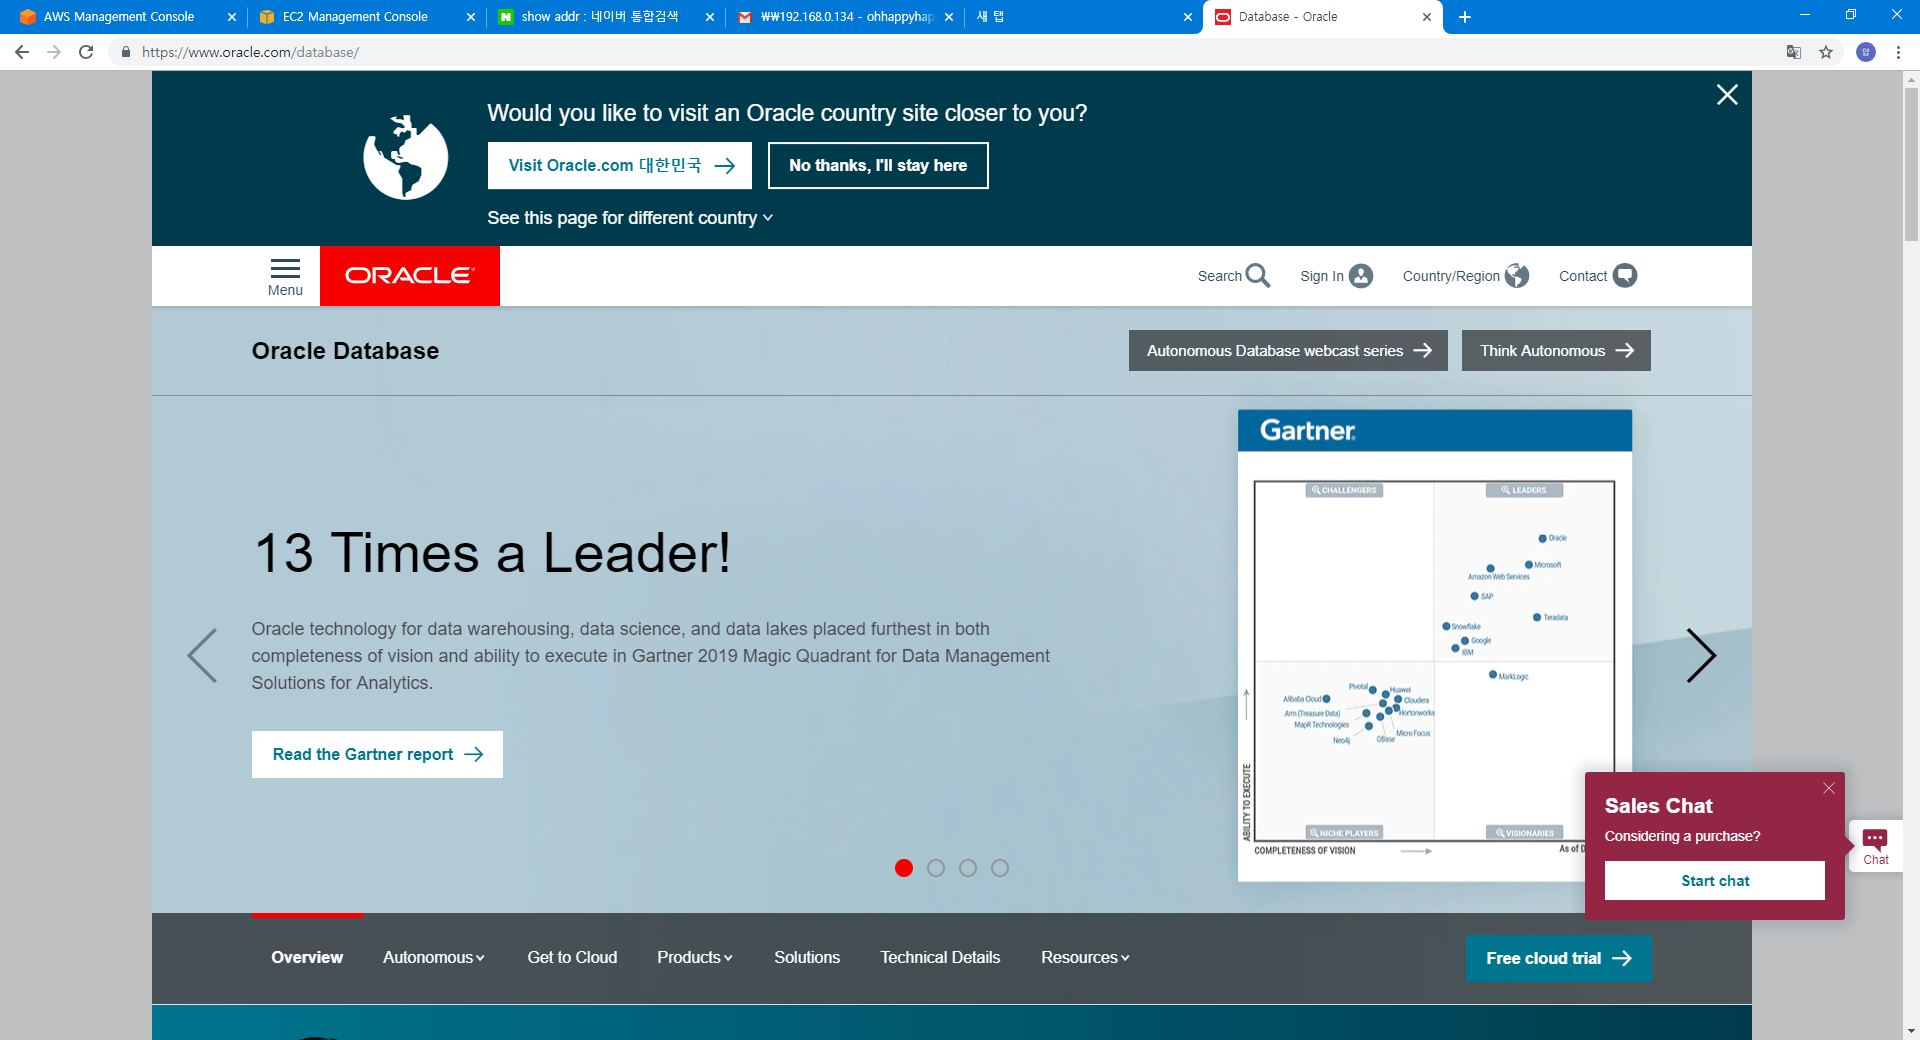 AWS Management Console
EC2 Management Console
show addr : 네이버 통합검색
₩₩192.168.0.134 - ohhappyhap
새 탭
Database - Oracle
https://www.oracle.com/database/
Would you like to visit an Oracle country site closer to you?
Visit Oracle.com 대한민국
No thanks, I'll stay here
See this page for different country
Menu
ORACLE
Search
Sign In
Country/Region
Contact
Oracle Database
Autonomous Database webcast series
Think Autonomous
Gartner
CHALLENGERS
LEADERS
Oracle
Microsoft
Amazon Web Services
SAP
Teradata
Snowflake
Google
IBM
MarkLogic
Pivotal
Huawei
Alibaba Cloud
Cloudera
Arm (Treasure Data)
Hortonworks
MapR Technologies
Micro Focus
Neo4j
GBase
ABILITY TO EXECUTE
NICHE PLAYERS
VISIONARIES
COMPLETENESS OF VISION
As of D
13 Times a Leader!
Oracle technology for data warehousing, data science, and data lakes placed furthest in both
completeness of vision and ability to execute in Gartner 2019 Magic Quadrant for Data Management
Solutions for Analytics.
Read the Gartner report
Sales Chat
Considering a purchase?
Start chat
Chat
Overview
Autonomous
Get to Cloud
Products
Solutions
Technical Details
Resources
Free cloud trial